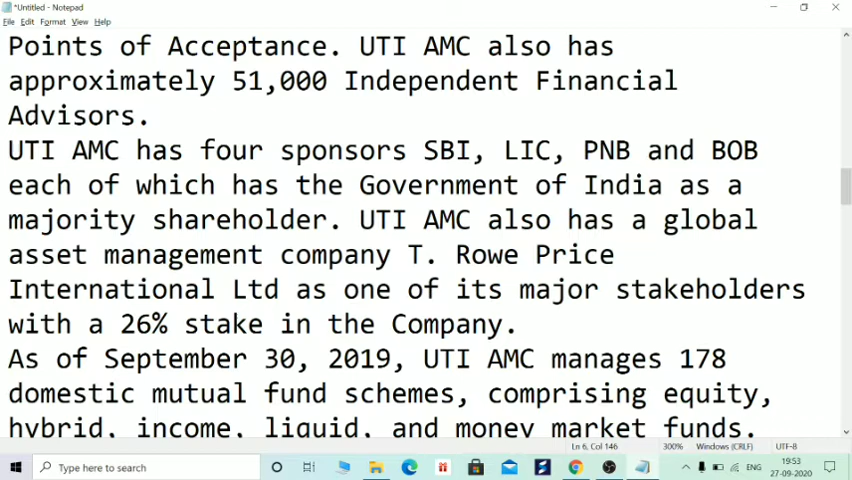 *Untitled - Notepad
File Edit Format View Help
Points of Acceptance. UTI AMC also has
approximately 51,000 Independent Financial
Advisors.
UTI AMC has four sponsors SBI, LIC, PNB and BOB
each of which has the Government of India as a
majority shareholder. UTI AMC also has a global
asset management company T. Rowe Price
International Ltd as one of its major stakeholders
with a 26% stake in the Company.
As of September 30, 2019, UTI AMC manages 178
domestic mutual fund schemes, comprising equity,
hybrid, income, liquid, and money market funds.
Ln 6, Col 146 300% Windows (CRLF) UTF-8
Type here to search
ENG
19:53
27-09-2020